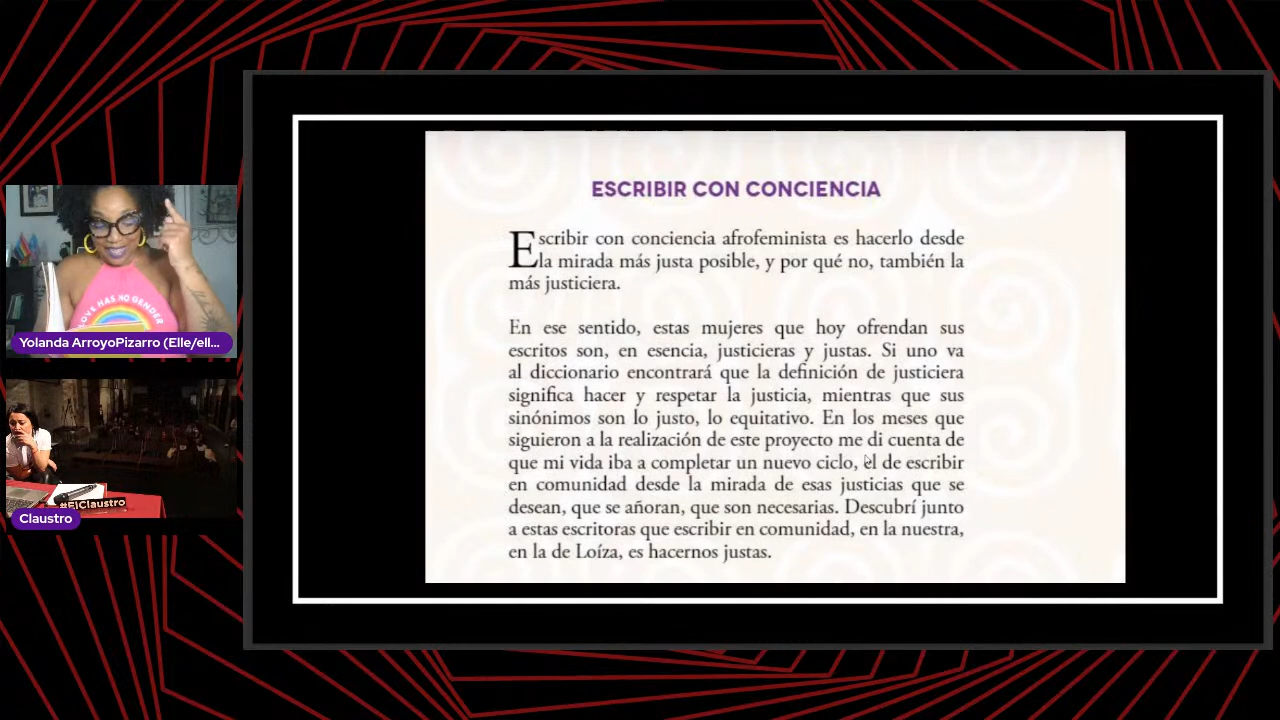 ESCRIBIR CON CONCIENCIA
Escribir con conciencia afrofeminista es hacerlo desde
la mirada más justa posible, y por qué no, también la
más justiciera.
En ese sentido, estas mujeres que hoy ofrendan sus
escritos son, en esencia, justicieras y justas. Si uno va
al diccionario encontrará que la definición de justiciera
significa hacer y respetar la justicia, mientras que sus
sinónimos son lo justo, lo equitativo. En los meses que
siguieron a la realización de este proyecto me di cuenta de
que mi vida iba a completar un nuevo ciclo, el de escribir
en comunidad desde la mirada de esas justicias que se
desean, que se añoran, que son necesarias. Descubrí junto
a estas escritoras que escribir en comunidad, en la nuestra,
en la de Loíza, es hacernos justas.
LOVE HAS NO GENDER
Yolanda ArroyoPizarro (Elle/ell...
#ElClaustro
Claustro